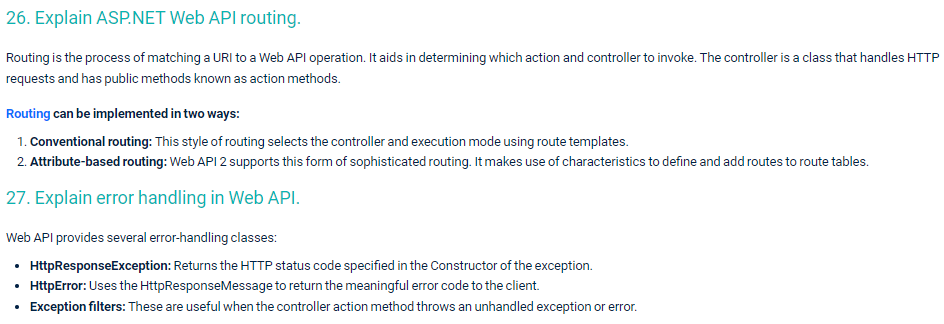 26. Explain ASP.NET Web API routing.
Routing is the process of matching a URI to a Web API operation. It aids in determining which action and controller to invoke. The controller is a class that handles HTTP
requests and has public methods known as action methods.
Routing can be implemented in two ways:
1. Conventional routing: This style of routing selects the controller and execution mode using route templates.
2. Attribute-based routing: Web API 2 supports this form of sophisticated routing. It makes use of characteristics to define and add routes to route tables.
27. Explain error handling in Web API.
Web API provides several error-handling classes:
• HttpResponseException: Returns the HTTP status code specified in the Constructor of the exception.
• HttpError: Uses the HttpResponseMessage to return the meaningful error code to the client.
• Exception filters: These are useful when the controller action method throws an unhandled exception or error.